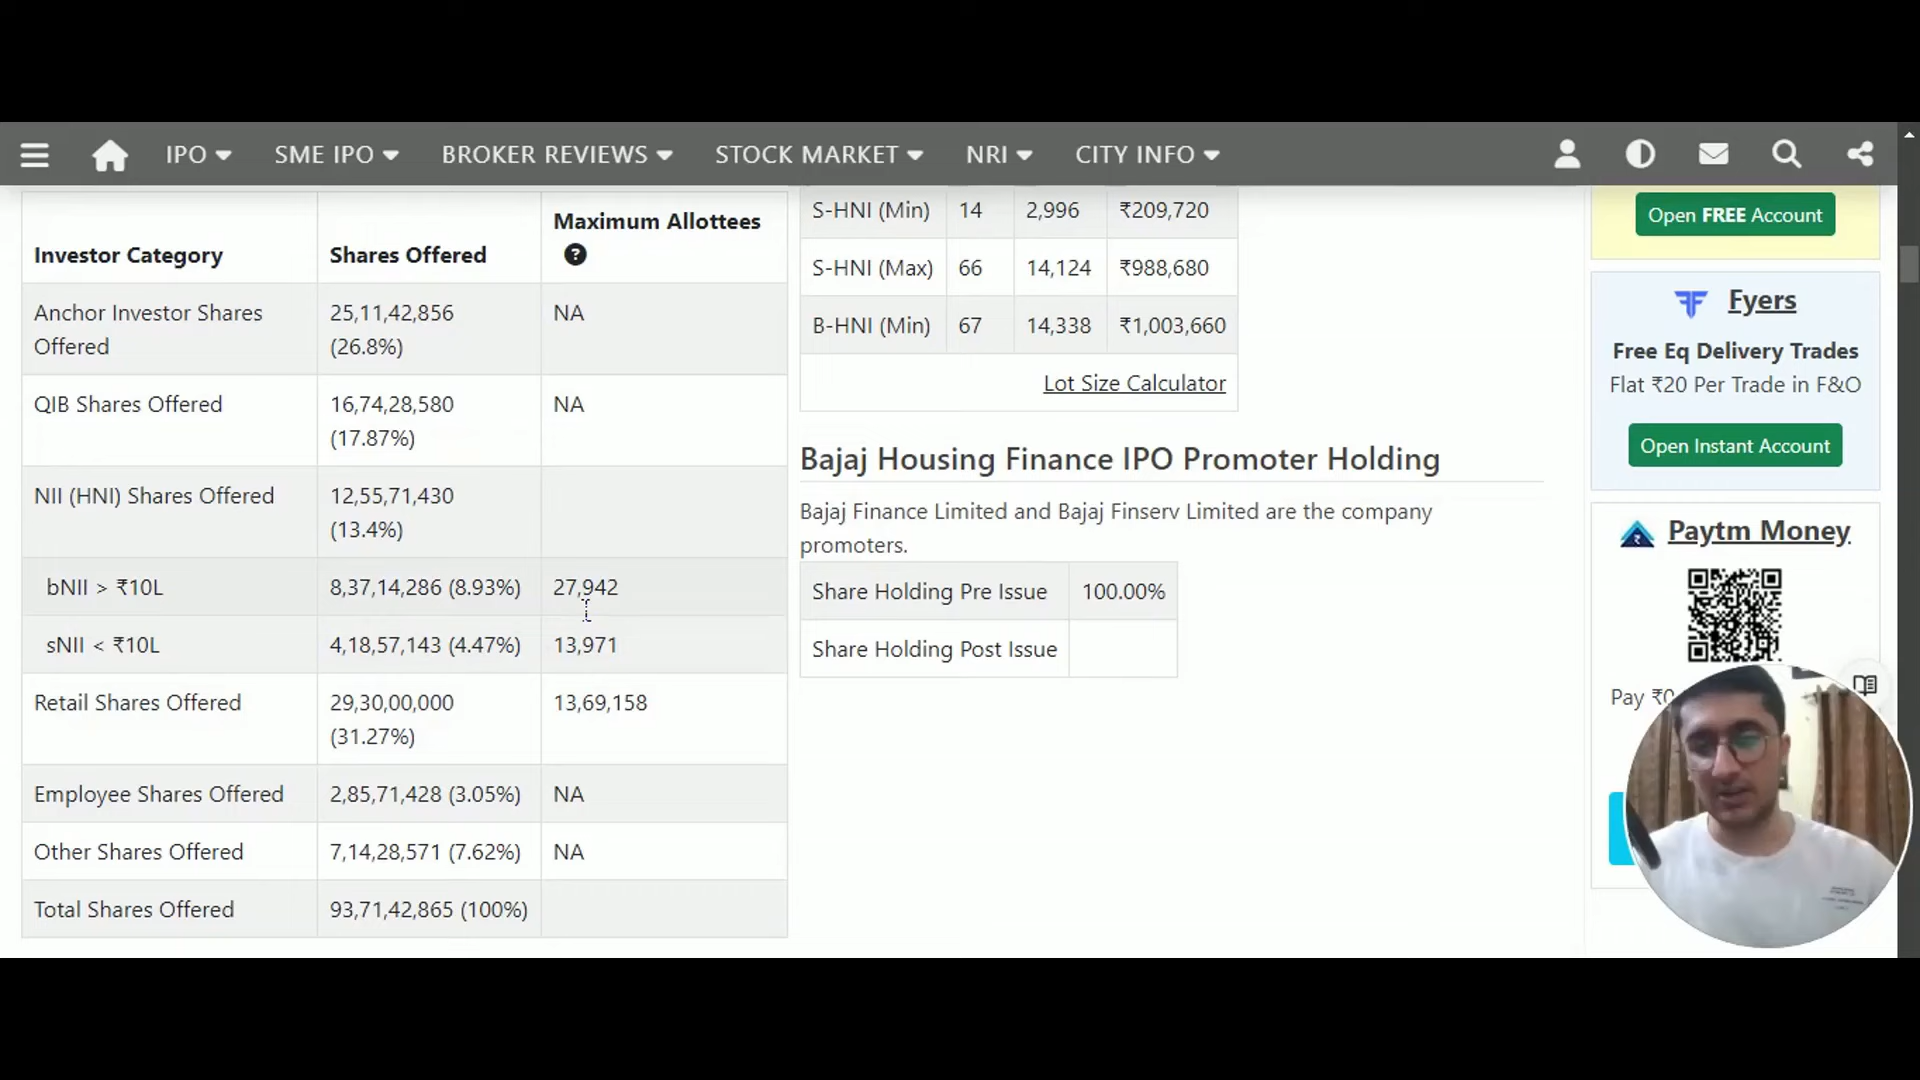 IPO
SME IPO
BROKER REVIEWS
STOCK MARKET
NRI
CITY INFO
Investor Category Shares Offered Maximum Allottees
Anchor Investor Shares Offered 25,11,42,856 (26.8%) NA
QIB Shares Offered 16,74,28,580 (17.87%) NA
NII (HNI) Shares Offered 12,55,71,430 (13.4%)
bNII > ₹10L 8,37,14,286 (8.93%) 27,942
sNII < ₹10L 4,18,57,143 (4.47%) 13,971
Retail Shares Offered 29,30,00,000 (31.27%) 13,69,158
Employee Shares Offered 2,85,71,428 (3.05%) NA
Other Shares Offered 7,14,28,571 (7.62%) NA
Total Shares Offered 93,71,42,865 (100%)
S-HNI (Min) 14 2,996 ₹209,720
S-HNI (Max) 66 14,124 ₹988,680
B-HNI (Min) 67 14,338 ₹1,003,660
Lot Size Calculator
Bajaj Housing Finance IPO Promoter Holding
Bajaj Finance Limited and Bajaj Finserv Limited are the company
promoters.
Share Holding Pre Issue 100.00%
Share Holding Post Issue
Open FREE Account
Fyers
Free Eq Delivery Trades
Flat ₹20 Per Trade in F&O
Open Instant Account
Paytm Money
Pay